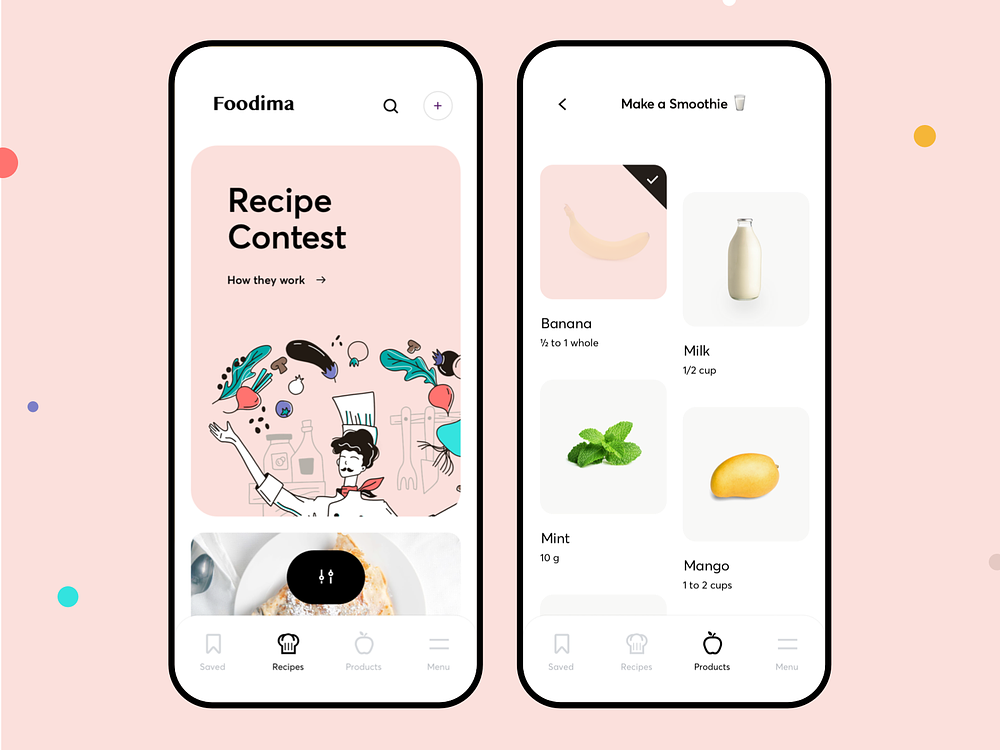 Foodima
Recipe
Contest
How they work →
Saved
Recipes
Products
Menu
Make a Smoothie 🥛
Banana
½ to 1 whole
Milk
1/2 cup
Mint
10 g
Mango
1 to 2 cups
Saved
Recipes
Products
Menu